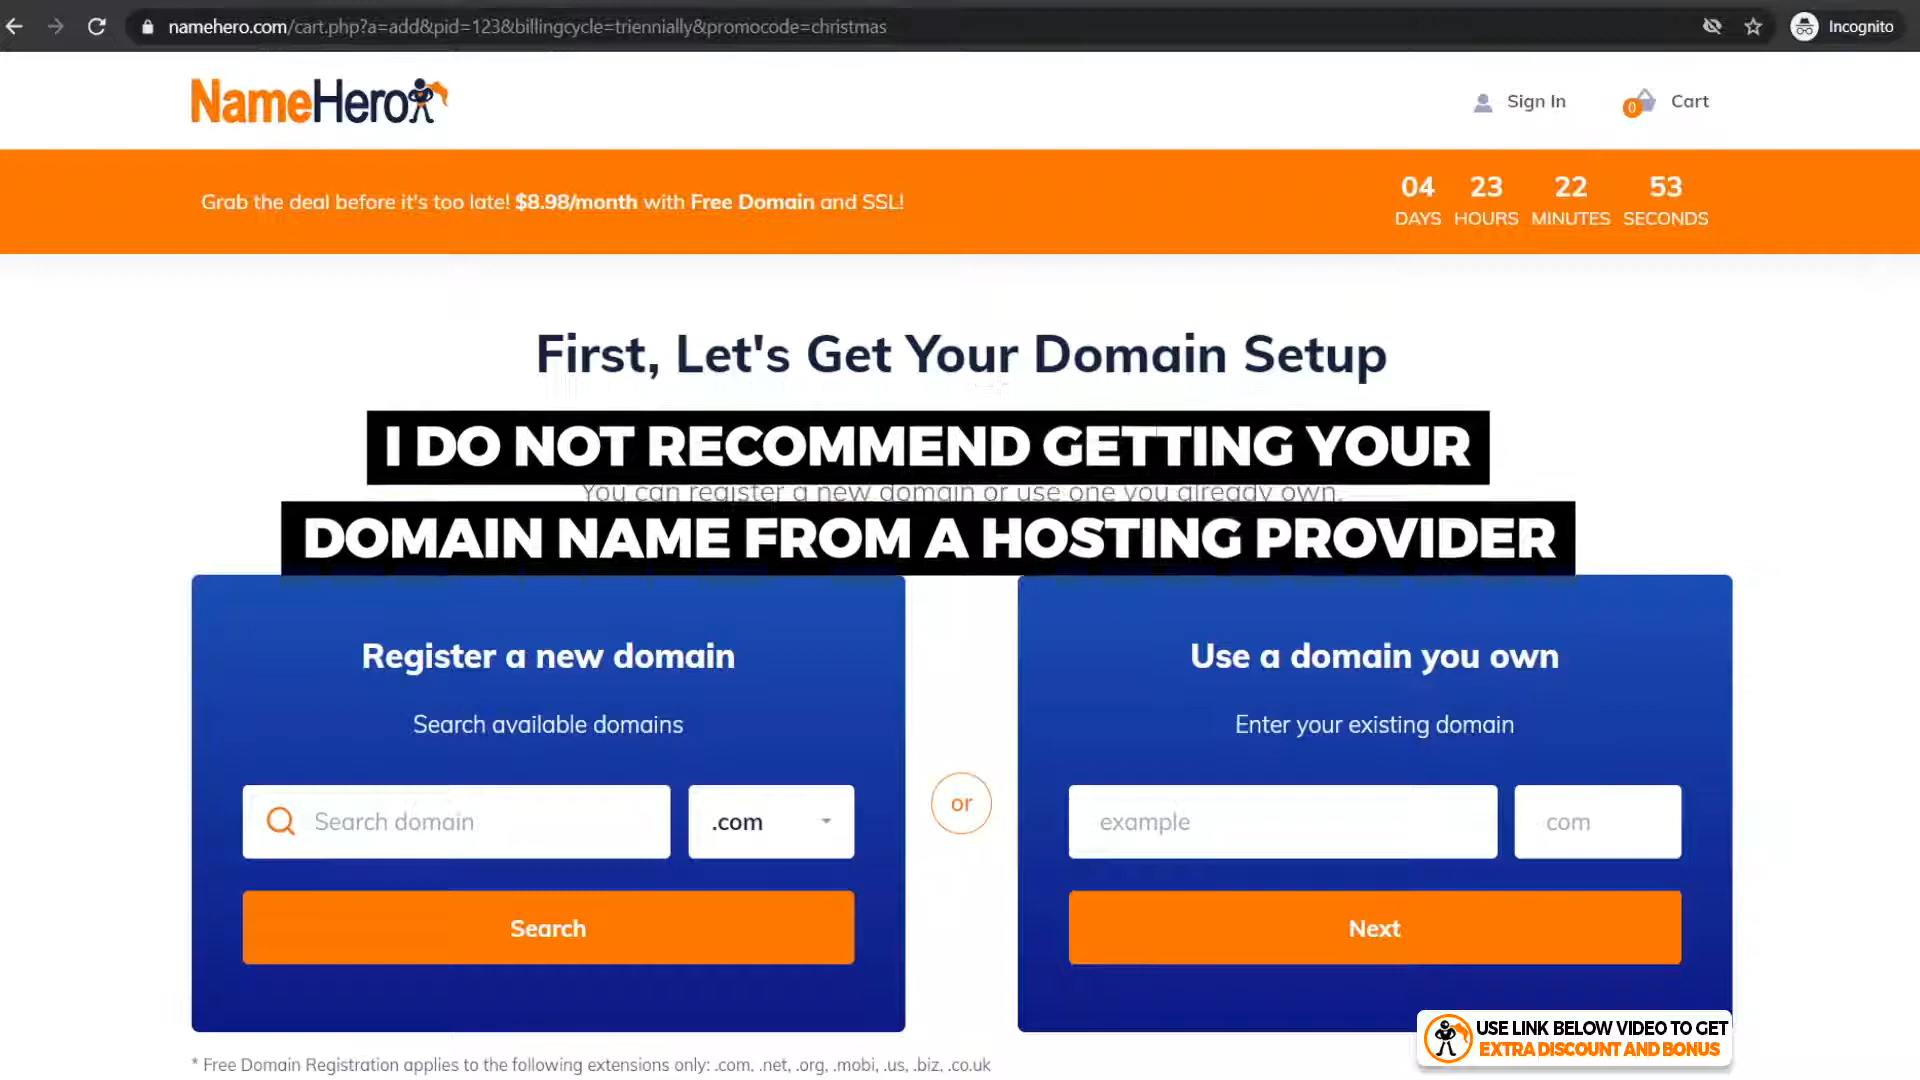 namehero.com/cart.php?a=add&pid=123&billingcycle=triennially&promocode=christmas
Incognito
NameHero
Sign In
0
Cart
Grab the deal before it's too late! $8.98/month with Free Domain and SSL!
04 23 22 53
DAYS HOURS MINUTES SECONDS
First, Let's Get Your Domain Setup
I DO NOT RECOMMEND GETTING YOUR
You can register a new domain or use one you already own.
DOMAIN NAME FROM A HOSTING PROVIDER
Register a new domain
Search available domains
Search domain
.com
Search
or
Use a domain you own
Enter your existing domain
example
com
Next
USE LINK BELOW VIDEO TO GET
EXTRA DISCOUNT AND BONUS
* Free Domain Registration applies to the following extensions only: .com, .net, .org, .mobi, .us, .biz, .co.uk